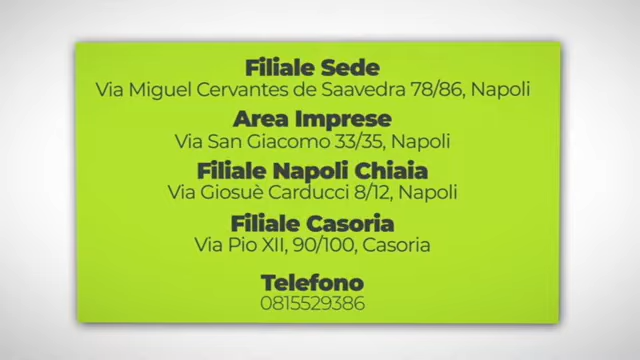 Filiale Sede
Via Miguel Cervantes de Saavedra 78/86, Napoli
Area Imprese
Via San Giacomo 33/35, Napoli
Filiale Napoli Chiaia
Via Giosuè Carducci 8/12, Napoli
Filiale Casoria
Via Pio XII, 90/100, Casoria
Telefono
0815529386